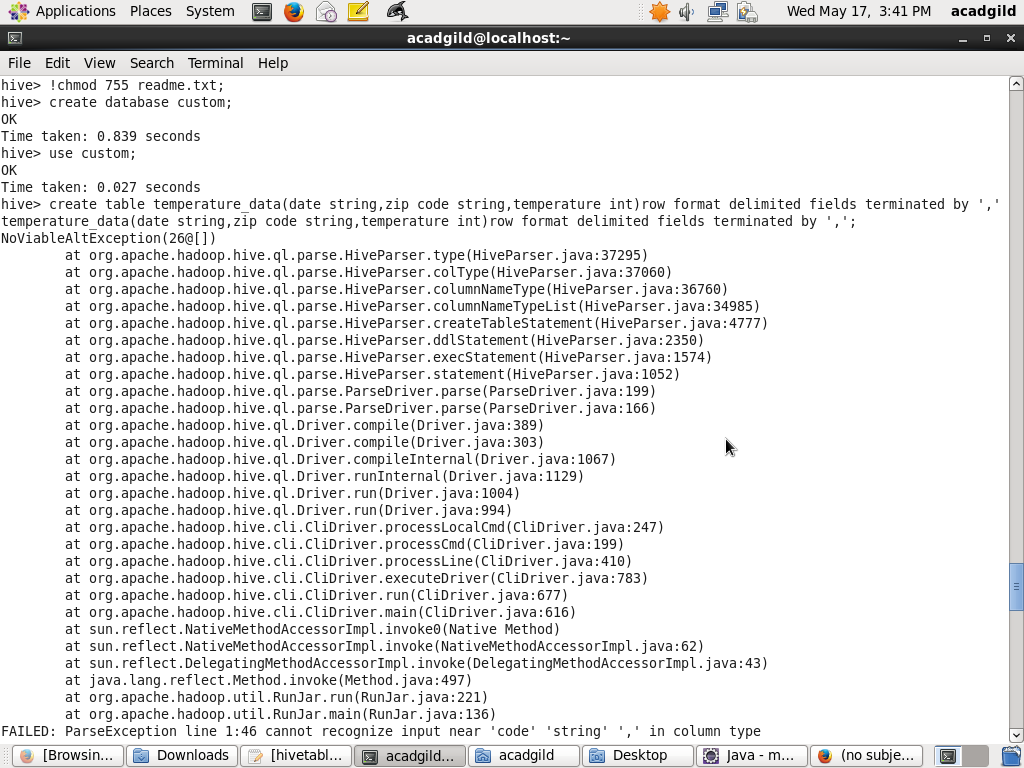 Applications Places System Wed May 17, 3:41 PM acadgild
acadgild@localhost:~
File Edit View Search Terminal Help
hive> !chmod 755 readme.txt;
hive> create database custom;
OK
Time taken: 0.839 seconds
hive> use custom;
OK
Time taken: 0.027 seconds
hive> create table temperature_data(date string,zip code string,temperature int)row format delimited fields terminated by ','
temperature_data(date string,zip code string,temperature int)row format delimited fields terminated by ',';
NoViableAltException(26@[])
at org.apache.hadoop.hive.ql.parse.HiveParser.type(HiveParser.java:37295)
at org.apache.hadoop.hive.ql.parse.HiveParser.colType(HiveParser.java:37060)
at org.apache.hadoop.hive.ql.parse.HiveParser.columnNameType(HiveParser.java:36760)
at org.apache.hadoop.hive.ql.parse.HiveParser.columnNameTypeList(HiveParser.java:34985)
at org.apache.hadoop.hive.ql.parse.HiveParser.createTableStatement(HiveParser.java:4777)
at org.apache.hadoop.hive.ql.parse.HiveParser.ddlStatement(HiveParser.java:2350)
at org.apache.hadoop.hive.ql.parse.HiveParser.execStatement(HiveParser.java:1574)
at org.apache.hadoop.hive.ql.parse.HiveParser.statement(HiveParser.java:1052)
at org.apache.hadoop.hive.ql.parse.ParseDriver.parse(ParseDriver.java:199)
at org.apache.hadoop.hive.ql.parse.ParseDriver.parse(ParseDriver.java:166)
at org.apache.hadoop.hive.ql.Driver.compile(Driver.java:389)
at org.apache.hadoop.hive.ql.Driver.compile(Driver.java:303)
at org.apache.hadoop.hive.ql.Driver.compileInternal(Driver.java:1067)
at org.apache.hadoop.hive.ql.Driver.runInternal(Driver.java:1129)
at org.apache.hadoop.hive.ql.Driver.run(Driver.java:1004)
at org.apache.hadoop.hive.ql.Driver.run(Driver.java:994)
at org.apache.hadoop.hive.cli.CliDriver.processLocalCmd(CliDriver.java:247)
at org.apache.hadoop.hive.cli.CliDriver.processCmd(CliDriver.java:199)
at org.apache.hadoop.hive.cli.CliDriver.processLine(CliDriver.java:410)
at org.apache.hadoop.hive.cli.CliDriver.executeDriver(CliDriver.java:783)
at org.apache.hadoop.hive.cli.CliDriver.run(CliDriver.java:677)
at org.apache.hadoop.hive.cli.CliDriver.main(CliDriver.java:616)
at sun.reflect.NativeMethodAccessorImpl.invoke0(Native Method)
at sun.reflect.NativeMethodAccessorImpl.invoke(NativeMethodAccessorImpl.java:62)
at sun.reflect.DelegatingMethodAccessorImpl.invoke(DelegatingMethodAccessorImpl.java:43)
at java.lang.reflect.Method.invoke(Method.java:497)
at org.apache.hadoop.util.RunJar.run(RunJar.java:221)
at org.apache.hadoop.util.RunJar.main(RunJar.java:136)
FAILED: ParseException line 1:46 cannot recognize input near 'code' 'string' ',' in column type
[Browsin... Downloads [hivetabl... acadgild... acadgild Desktop Java - m... (no subje...